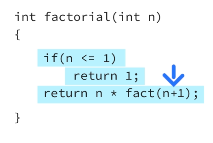 int factorial(int n)
{
if(n <= 1)
return 1;
return n * fact(n+1);
}